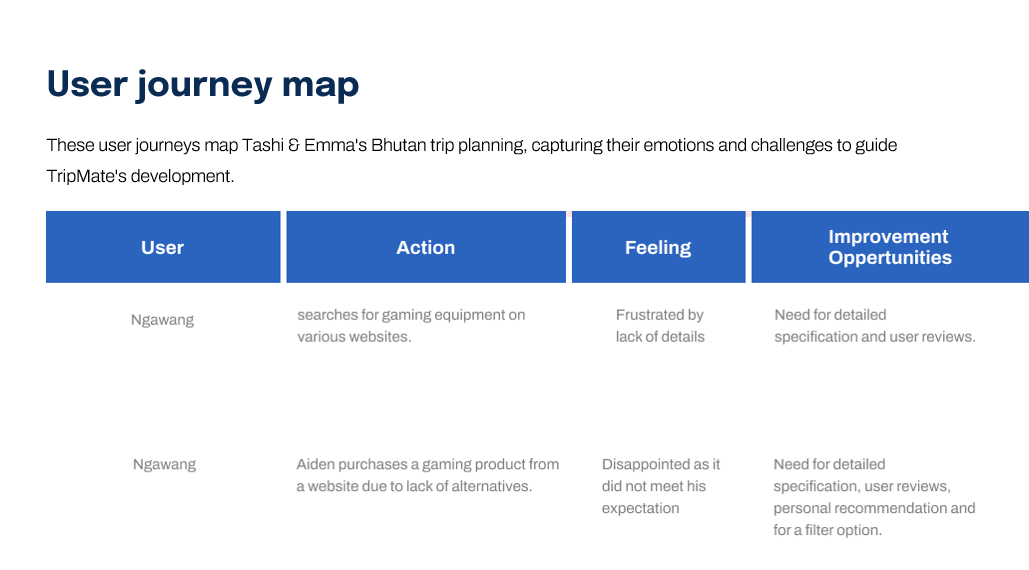 User journey map
These user journeys map Tashi & Emma's Bhutan trip planning, capturing their emotions and challenges to guide
TripMate's development.
User
Action
Feeling
Improvement
Oppertunities
Ngawang
searches for gaming equipment on
various websites.
Frustrated by
lack of details
Need for detailed
specification and user reviews.
Ngawang
Aiden purchases a gaming product from
a website due to lack of alternatives.
Disappointed as it
did not meet his
expectation
Need for detailed
specification, user reviews,
personal recommendation and
for a filter option.